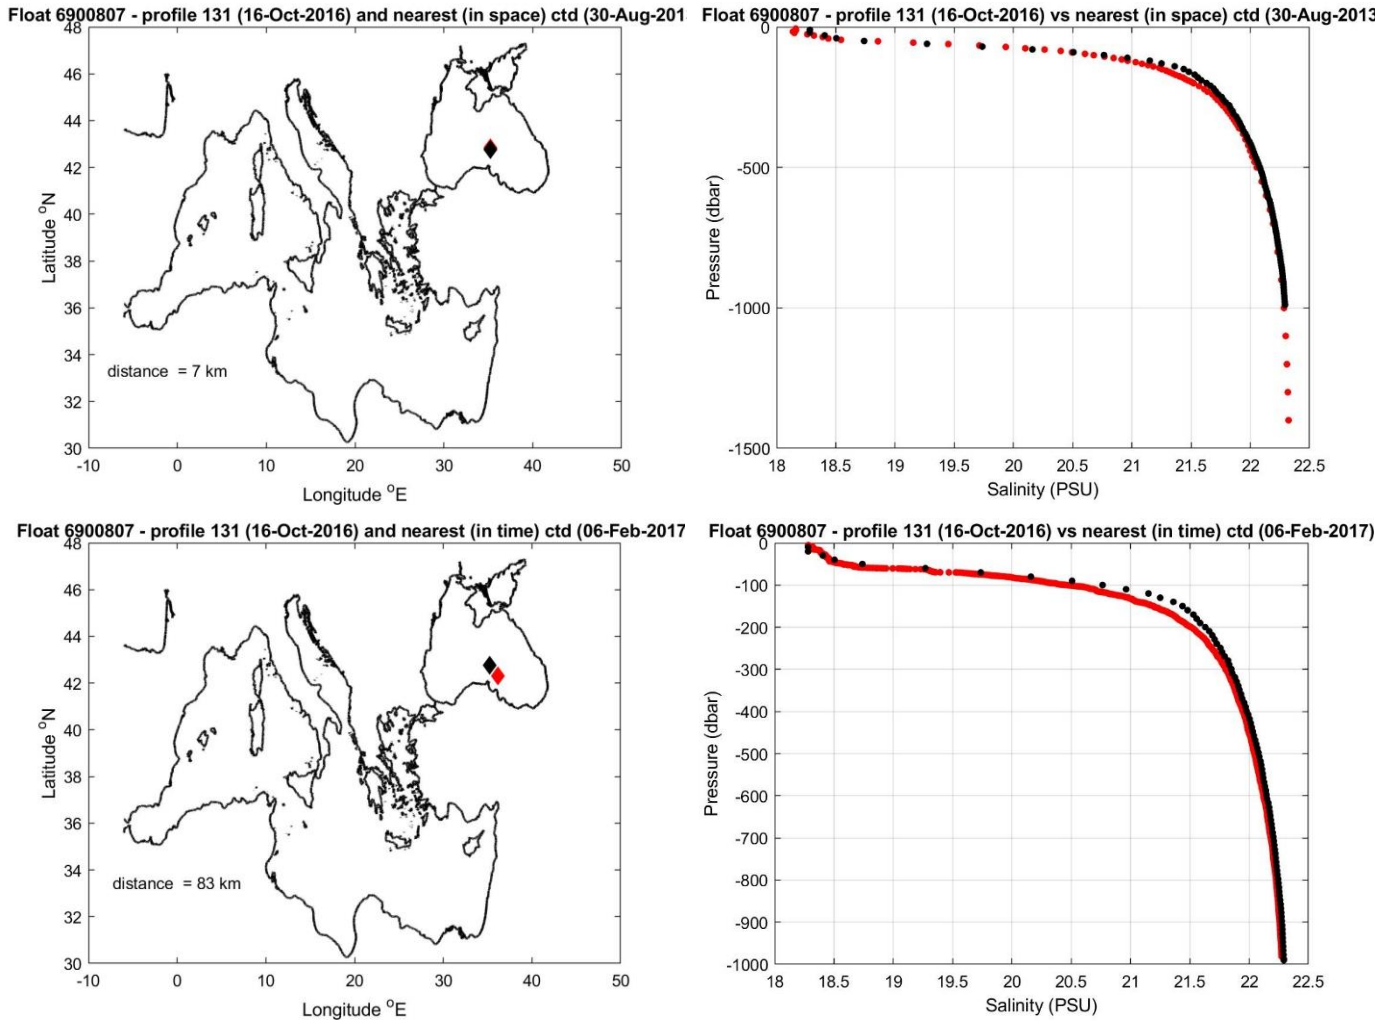 Float 6900807 - profile 131 (16-Oct-2016) and nearest (in space) ctd (30-Aug-201
48
46
44
42
40
38
36
34
32
30
Latitude °N
distance = 7 km
-10 0 10 20 30 40 50
Longitude °E
Float 6900807 - profile 131 (16-Oct-2016) vs nearest (in space) ctd (30-Aug-2013
0
-500
-1000
-1500
Pressure (dbar)
18 18.5 19 19.5 20 20.5 21 21.5 22 22.5
Salinity (PSU)
Float 6900807 - profile 131 (16-Oct-2016) and nearest (in time) ctd (06-Feb-2017
48
46
44
42
40
38
36
34
32
30
Latitude °N
distance = 83 km
-10 0 10 20 30 40 50
Longitude °E
Float 6900807 - profile 131 (16-Oct-2016) vs nearest (in time) ctd (06-Feb-2017)
0
-100
-200
-300
-400
-500
-600
-700
-800
-900
-1000
Pressure (dbar)
18 18.5 19 19.5 20 20.5 21 21.5 22 22.5
Salinity (PSU)